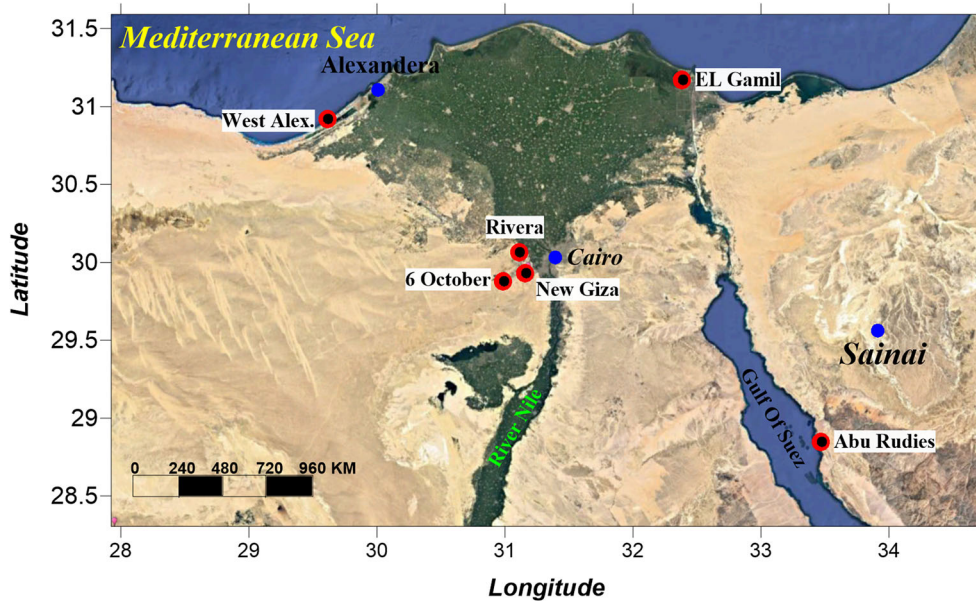 31.5
Mediterranean Sea
Alexandera
EL Gamil
31
West Alex.
30.5
Rivera
Latitude
30
Cairo
6 October
New Giza
29.5
Sainai
29
River Nile
Gulf Of Suez
Abu Rudies
0 240 480 720 960 KM
28.5
28 29 30 31 32 33 34
Longitude